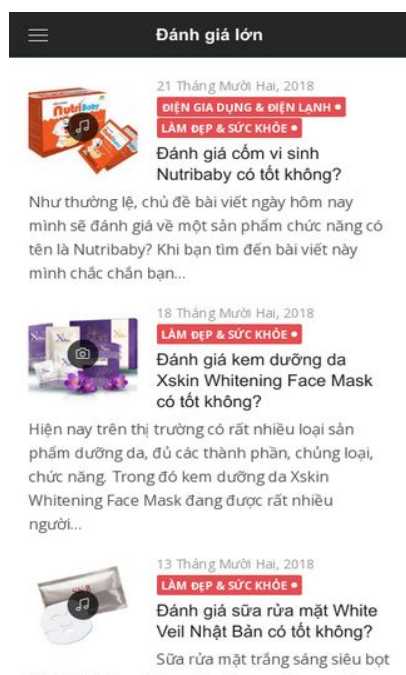 Đánh giá lớn
21 Tháng Mười Hai, 2018
ĐIỆN GIA DỤNG & ĐIỆN LẠNH •
LÀM ĐẸP & SỨC KHỎE •
Đánh giá cốm vi sinh
Nutribaby có tốt không?
Nutri Baby
Như thường lệ, chủ đề bài viết ngày hôm nay
mình sẽ đánh giá về một sản phẩm chức năng có
tên là Nutribaby? Khi bạn tìm đến bài viết này
mình chắc chắn bạn...
18 Tháng Mười Hai, 2018
LÀM ĐẸP & SỨC KHỎE •
Đánh giá kem dưỡng da
Xskin Whitening Face Mask
có tốt không?
Hiện nay trên thị trường có rất nhiều loại sản
phẩm dưỡng da, đủ các thành phần, chủng loại,
chức năng. Trong đó kem dưỡng da Xskin
Whitening Face Mask đang được rất nhiều
người...
13 Tháng Mười Hai, 2018
LÀM ĐẸP & SỨC KHỎE •
Đánh giá sữa rửa mặt White
Veil Nhật Bản có tốt không?
Sữa rửa mặt trắng sáng siêu bọt